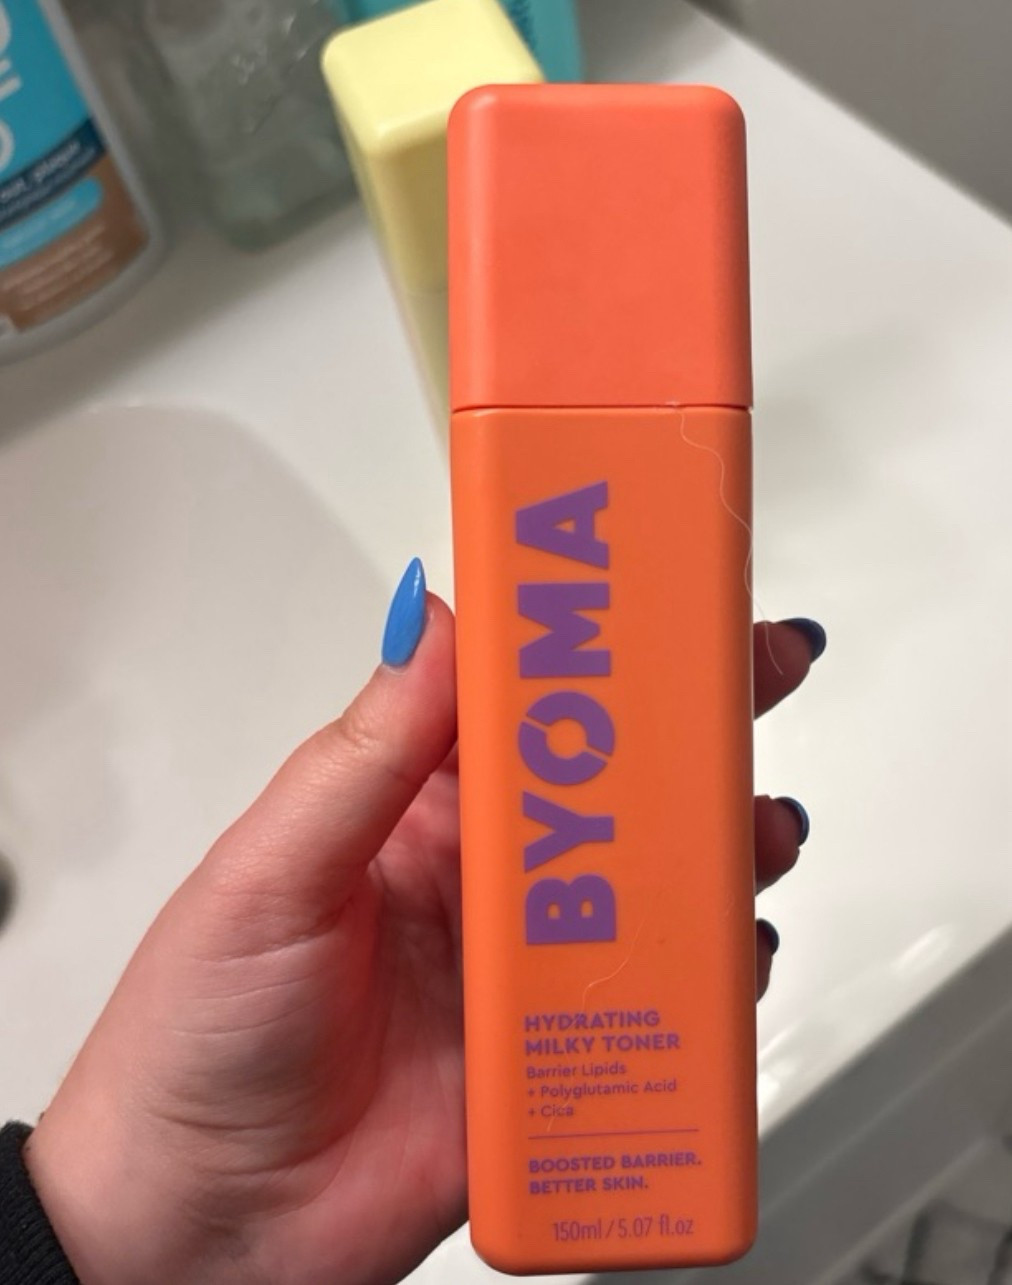 BYOMA
HYDRATING
MILKY TONER
Barrier Lipids
+ Polyglutamic Acid
+ Cica
BOOSTED BARRIER.
BETTER SKIN.
150ml / 5.07 fl.oz